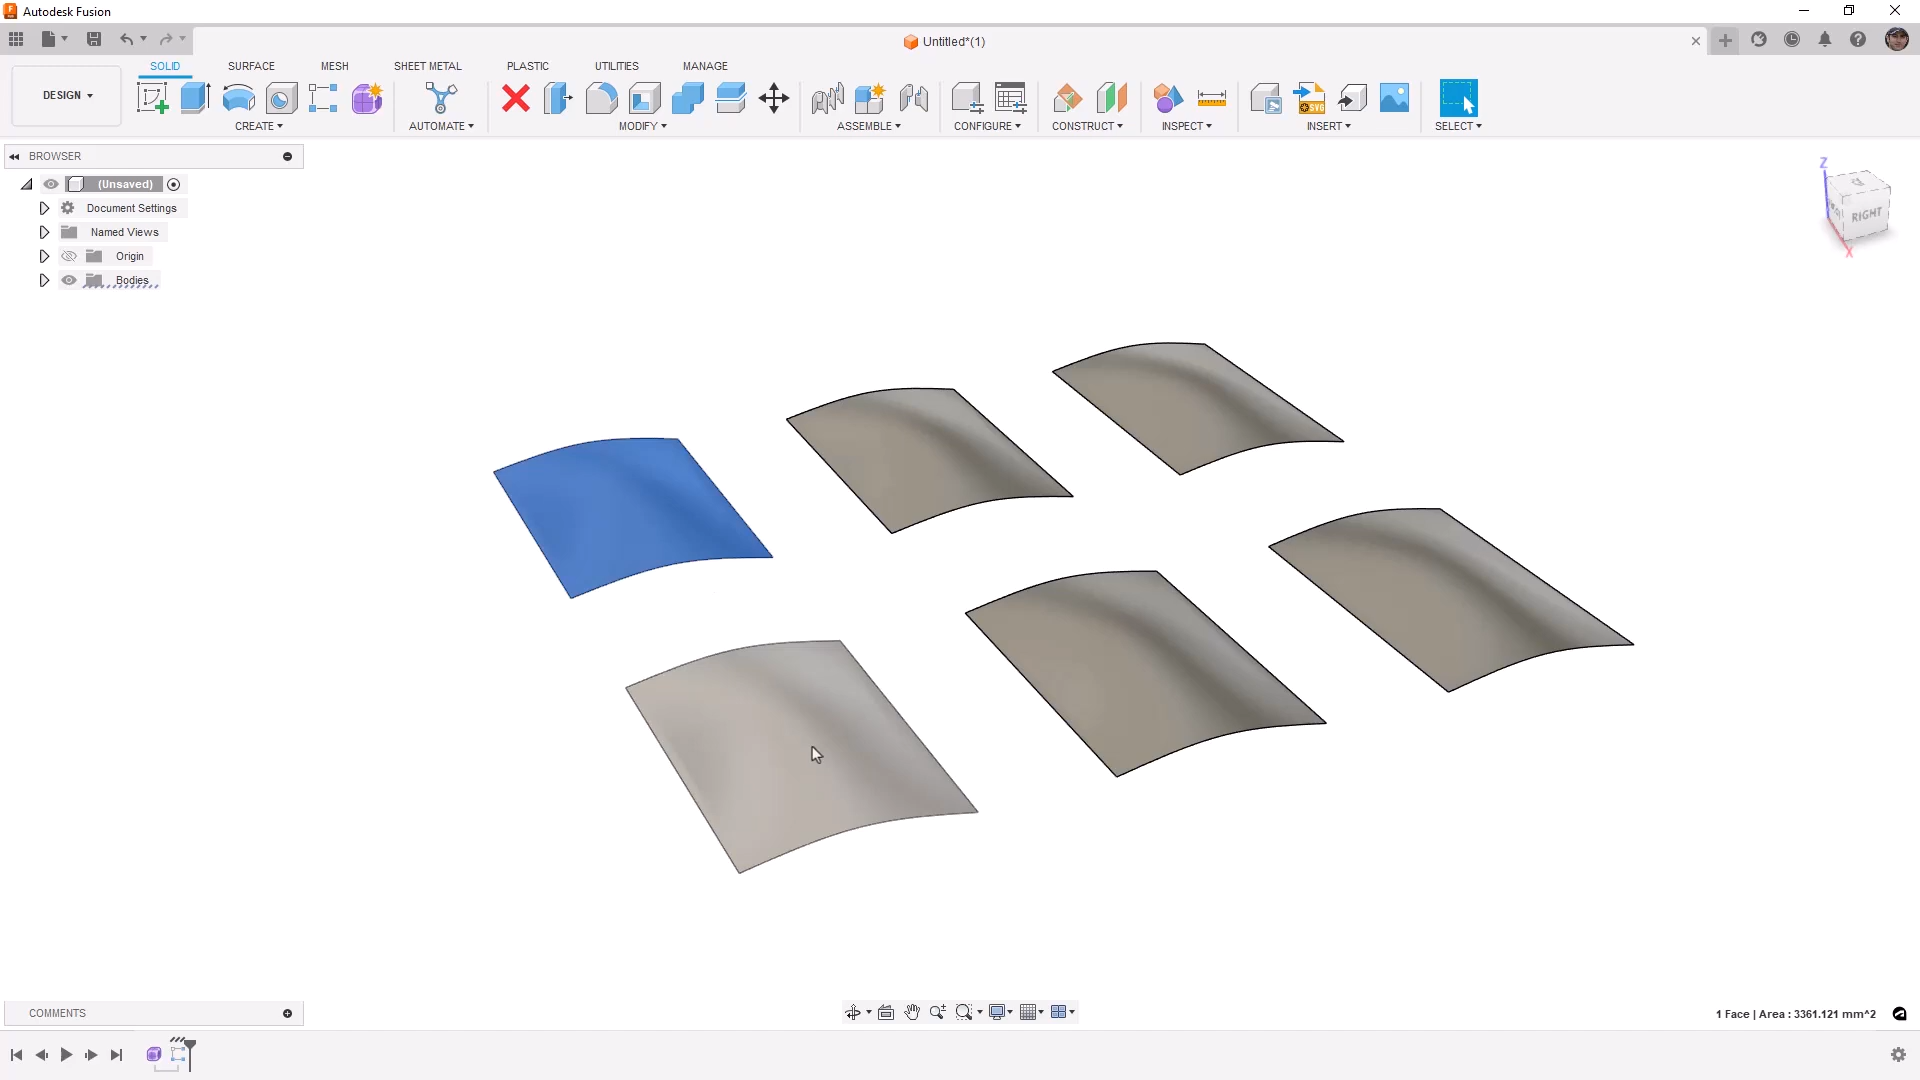 Autodesk Fusion
Untitled*(1)
SOLID SURFACE MESH SHEET METAL PLASTIC UTILITIES MANAGE
DESIGN
CREATE AUTOMATE MODIFY ASSEMBLE CONFIGURE CONSTRUCT INSPECT INSERT SELECT
SVG
BROWSER
(Unsaved)
Document Settings
Named Views
Origin
Bodies
Z
RIGHT
X
COMMENTS
1 Face | Area : 3361.121 mm^2